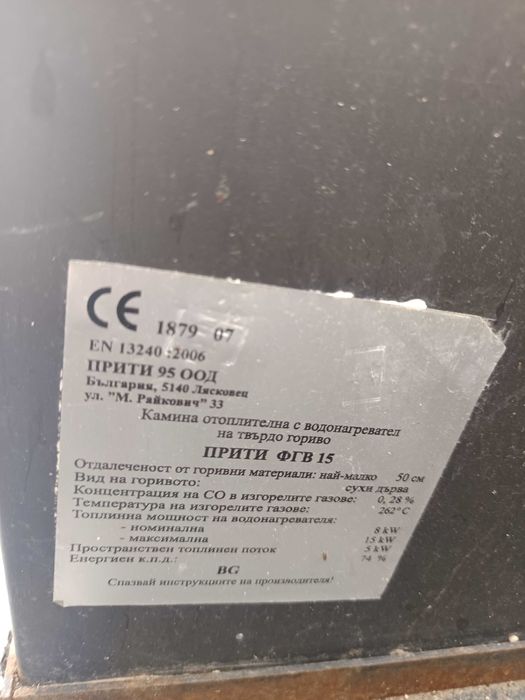 CE 1879 07
EN 13240 :2006
ПРИТИ 95 ООД
България, 5140 Лясковец
ул. "М. Райкович" 33
Камина отоплителна с водонагревател
на твърдо гориво
ПРИТИ ФГВ 15
Отдалеченост от горивни материали: най-малко 50 см
Вид на горивото: сухи дърва
Концентрация на CO в изгорелите газове: 0, 28 %
Температура на изгорелите газове: 262°C
Топлинна мощност на водонагревателя:
- номинална 8 kW
- максимална 15 kW
Пространствен топлинен поток 5 kW
Енергиен к.п.д.: 74 %
BG
Спазвай инструкциите на производителя!